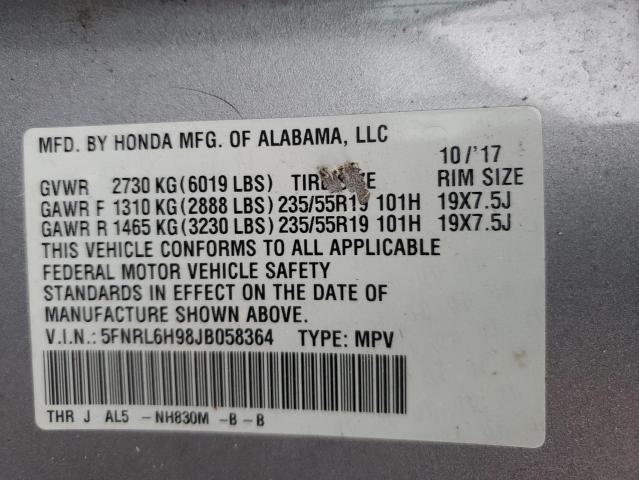 MFD. BY HONDA MFG. OF ALABAMA, LLC
10/'17
GVWR 2730 KG (6019 LBS) RIM SIZE
GAWR F 1310 KG (2888 LBS) 235/55R19 101H 19X7.5J
GAWR R 1465 KG (3230 LBS) 235/55R19 101H 19X7.5J
THIS VEHICLE CONFORMS TO ALL APPLICABLE
FEDERAL MOTOR VEHICLE SAFETY
STANDARDS IN EFFECT ON THE DATE OF
MANUFACTURE SHOWN ABOVE.
V.I.N.: 5FNRL6H98JB058364 TYPE: MPV
THR J AL5 -NH830M -B-B